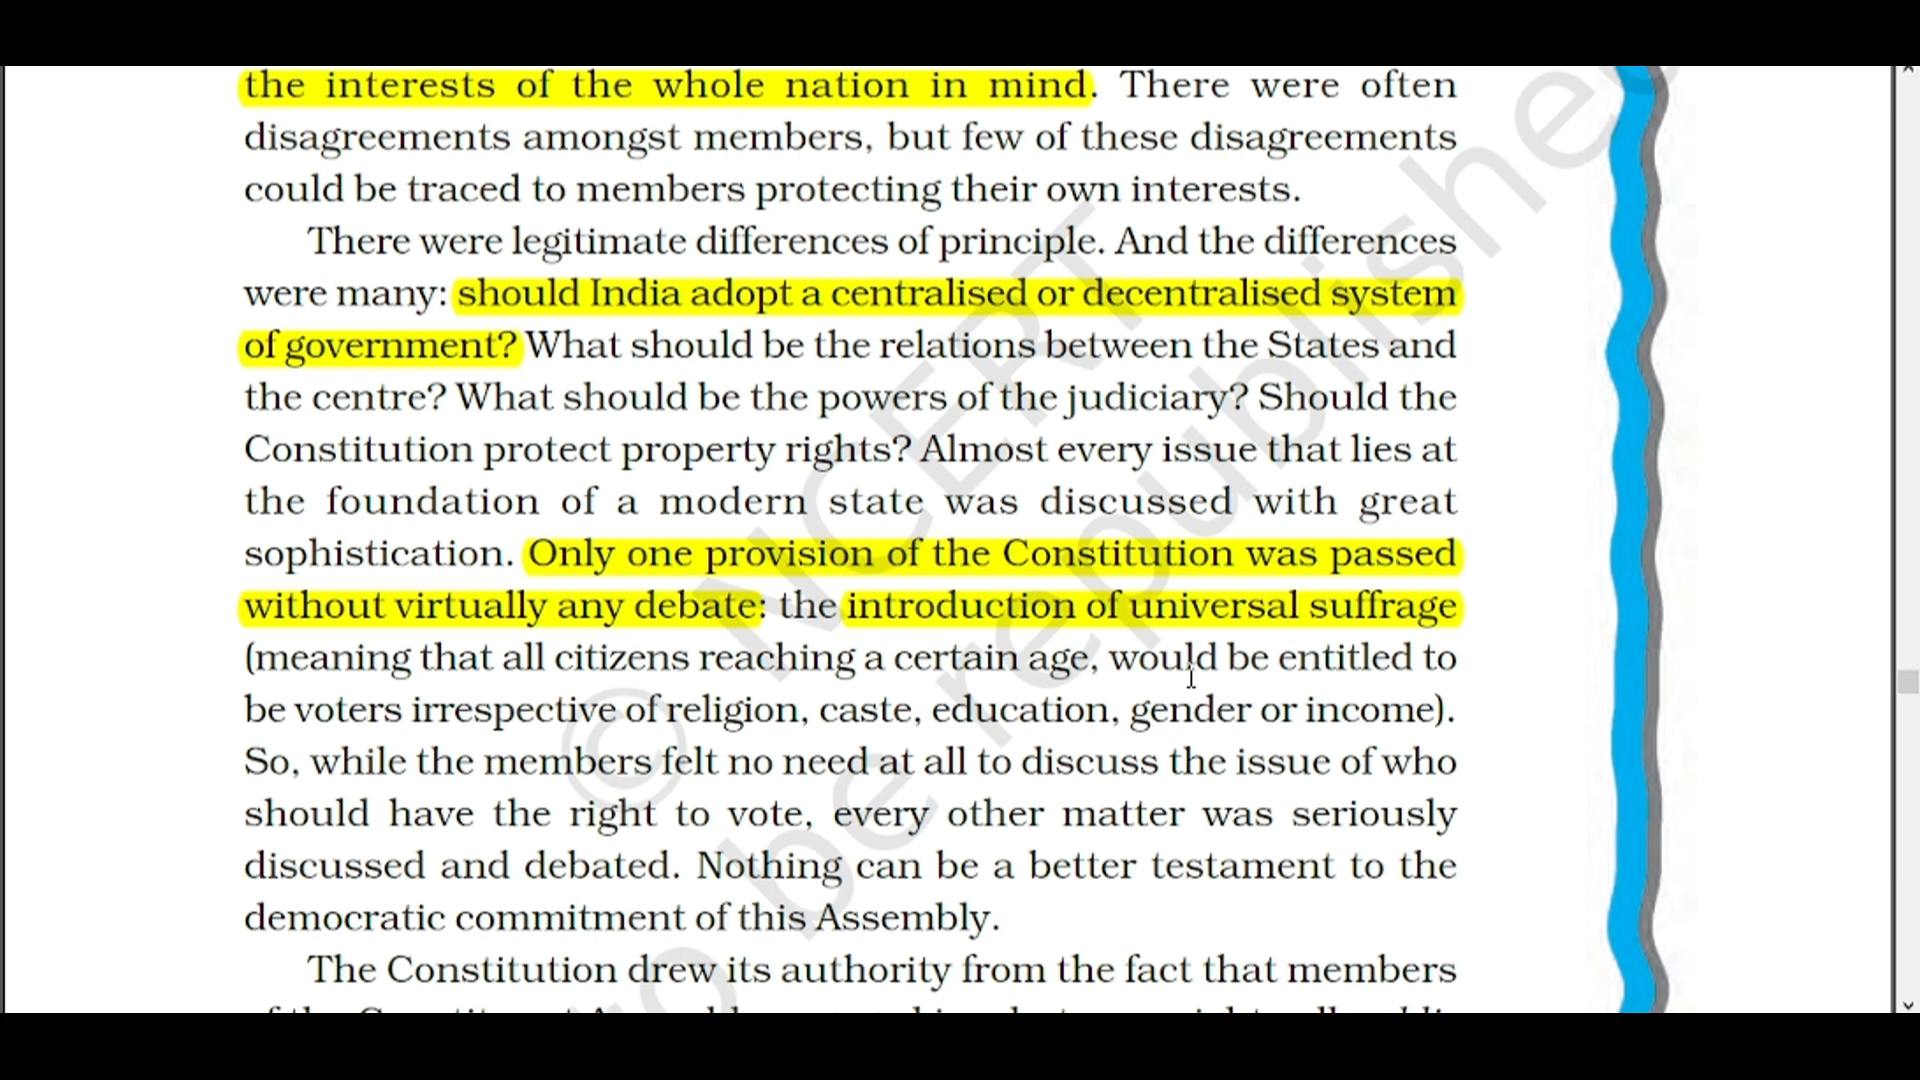 the interests of the whole nation in mind. There were often
disagreements amongst members, but few of these disagreements
could be traced to members protecting their own interests.
There were legitimate differences of principle. And the differences
were many: should India adopt a centralised or decentralised system
of government? What should be the relations between the States and
the centre? What should be the powers of the judiciary? Should the
Constitution protect property rights? Almost every issue that lies at
the foundation of a modern state was discussed with great
sophistication. Only one provision of the Constitution was passed
without virtually any debate: the introduction of universal suffrage
(meaning that all citizens reaching a certain age, would be entitled to
be voters irrespective of religion, caste, education, gender or income).
So, while the members felt no need at all to discuss the issue of who
should have the right to vote, every other matter was seriously
discussed and debated. Nothing can be a better testament to the
democratic commitment of this Assembly.
The Constitution drew its authority from the fact that members
© NCERT
to be republished